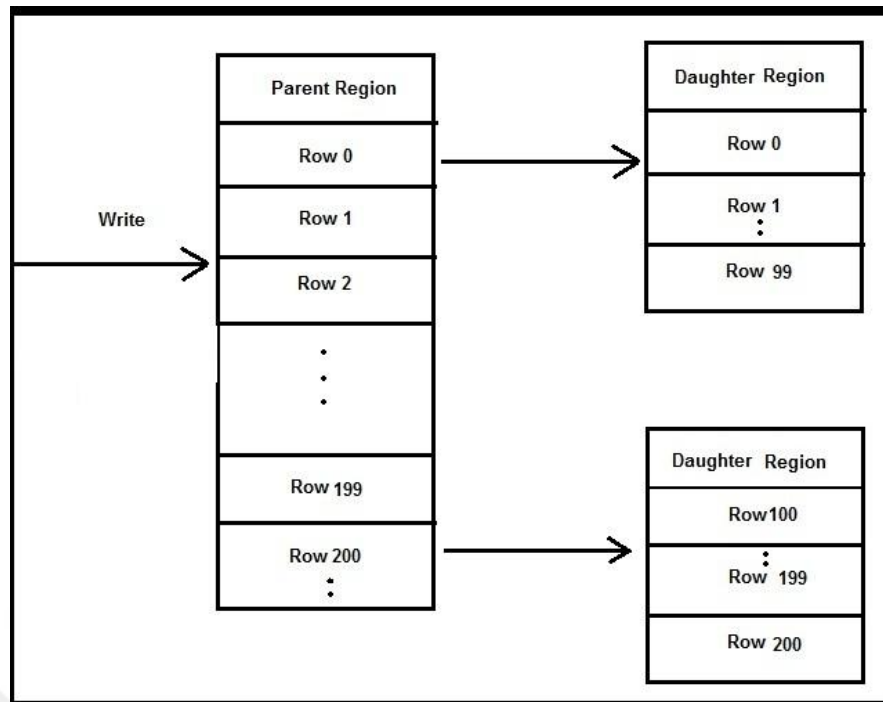 Parent Region
Row 0
Row 1
Row 2
Row 199
Row 200
Write
Daughter Region
Row 0
Row 1
Row 99
Daughter Region
Row100
Row 199
Row 200